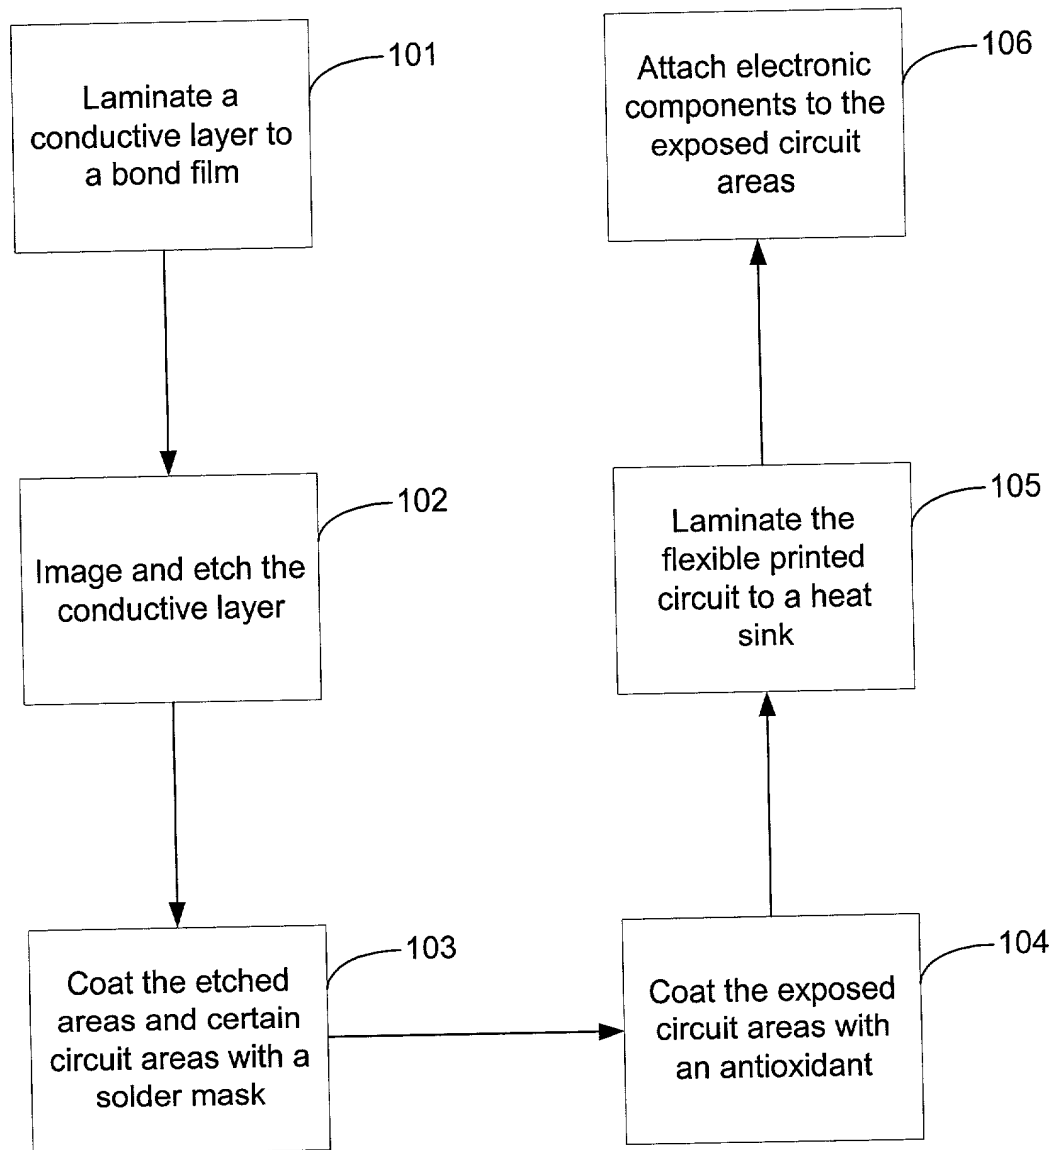 101
Laminate a
conductive layer to
a bond film
102
Image and etch the
conductive layer
103
Coat the etched
areas and certain
circuit areas with a
solder mask
104
Coat the exposed
circuit areas with
an antioxidant
105
Laminate the
flexible printed
circuit to a heat
sink
106
Attach electronic
components to the
exposed circuit
areas